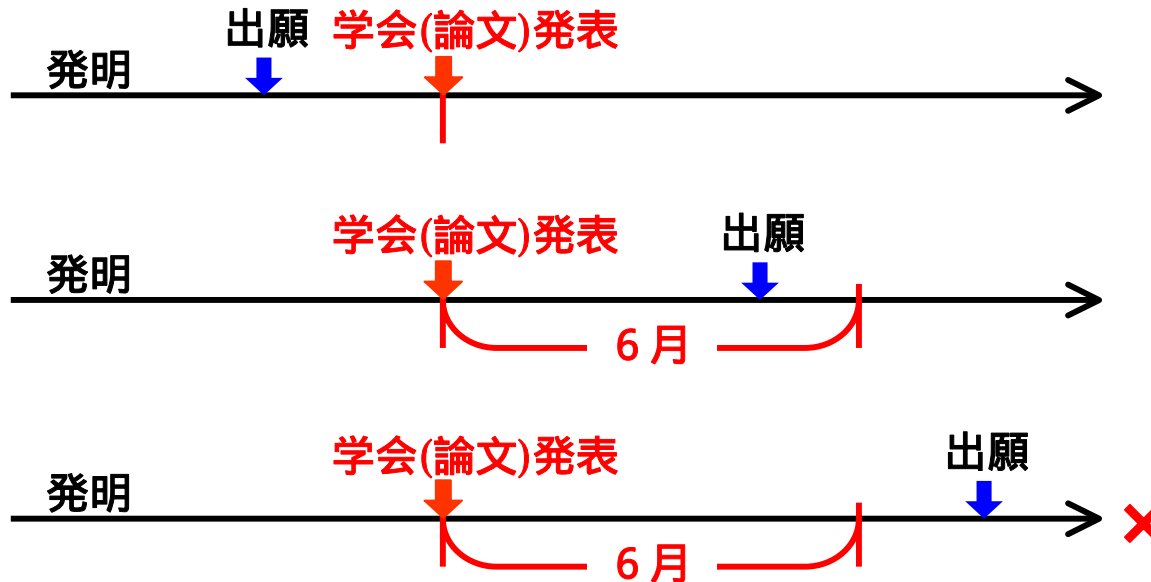 出願 学会(論文)発表
発明
学会(論文)発表 出願
発明
6月
学会(論文)発表 出願
発明
6月